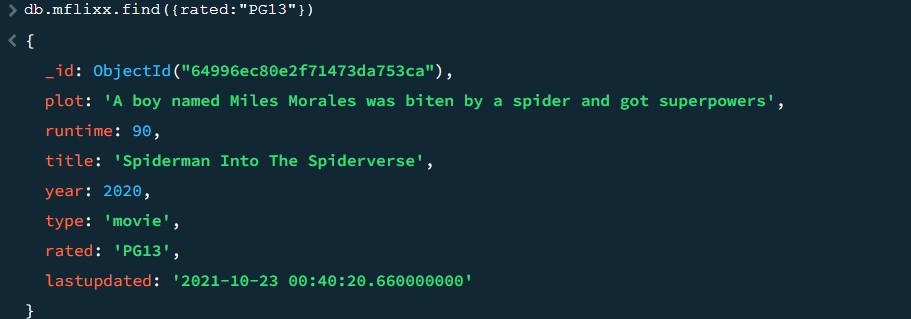 > db.mflixx.find({rated:"PG13"})
< {
_id: ObjectId("64996ec80e2f71473da753ca"),
plot: 'A boy named Miles Morales was biten by a spider and got superpowers',
runtime: 90,
title: 'Spiderman Into The Spiderverse',
year: 2020,
type: 'movie',
rated: 'PG13',
lastupdated: '2021-10-23 00:40:20.660000000'
}